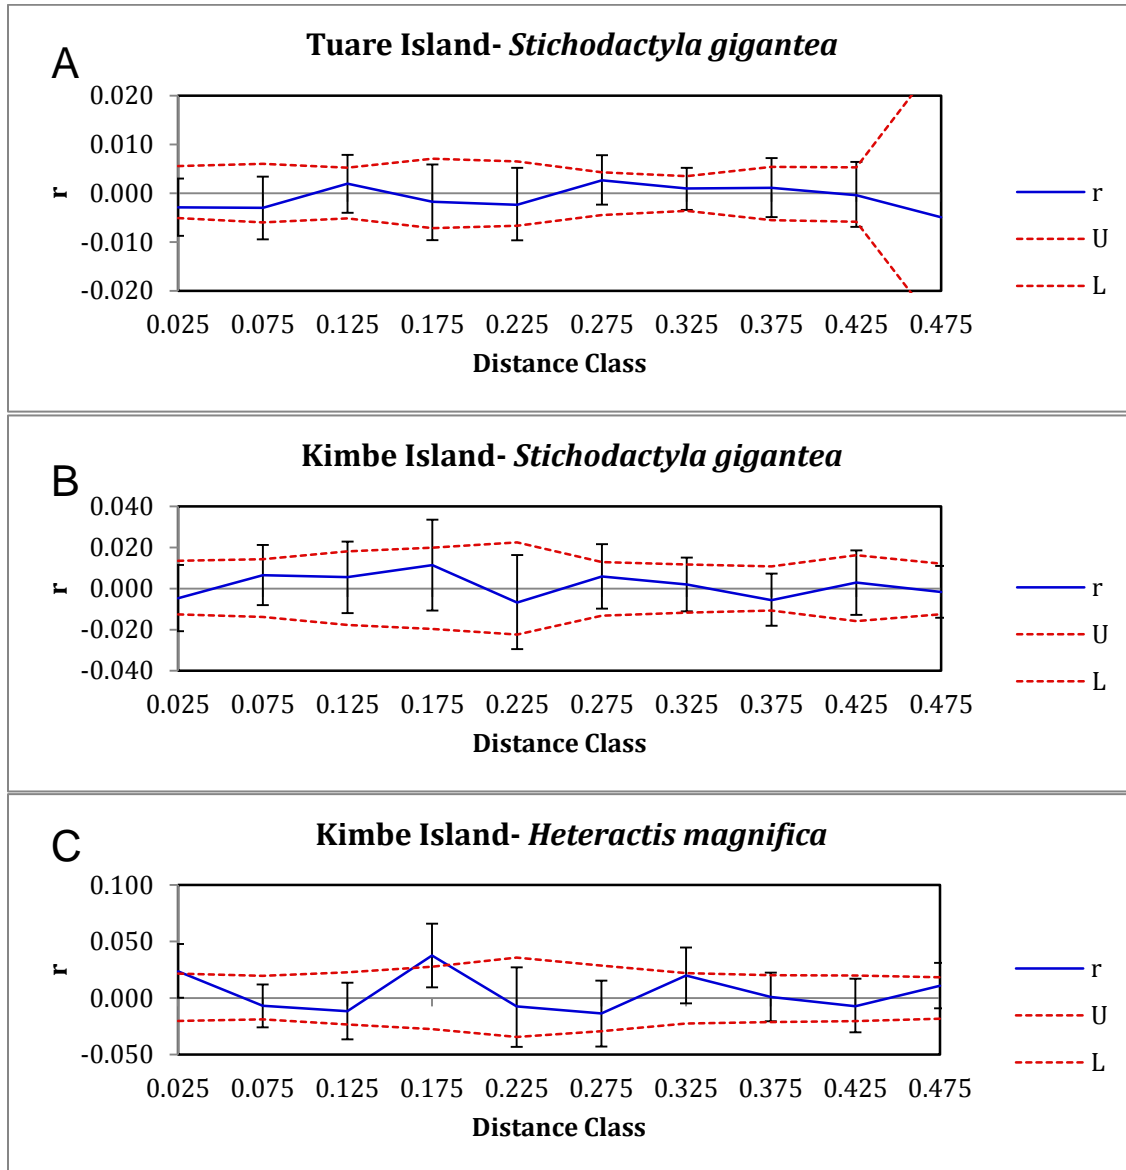 A
Tuare Island- Stichodactyla gigantea
0.020
0.010
0.000
-0.010
-0.020
r
0.025 0.075 0.125 0.175 0.225 0.275 0.325 0.375 0.425 0.475
Distance Class
r
U
L
B
Kimbe Island- Stichodactyla gigantea
0.040
0.020
0.000
-0.020
-0.040
r
0.025 0.075 0.125 0.175 0.225 0.275 0.325 0.375 0.425 0.475
Distance Class
r
U
L
C
Kimbe Island- Heteractis magnifica
0.100
0.050
0.000
-0.050
r
0.025 0.075 0.125 0.175 0.225 0.275 0.325 0.375 0.425 0.475
Distance Class
r
U
L